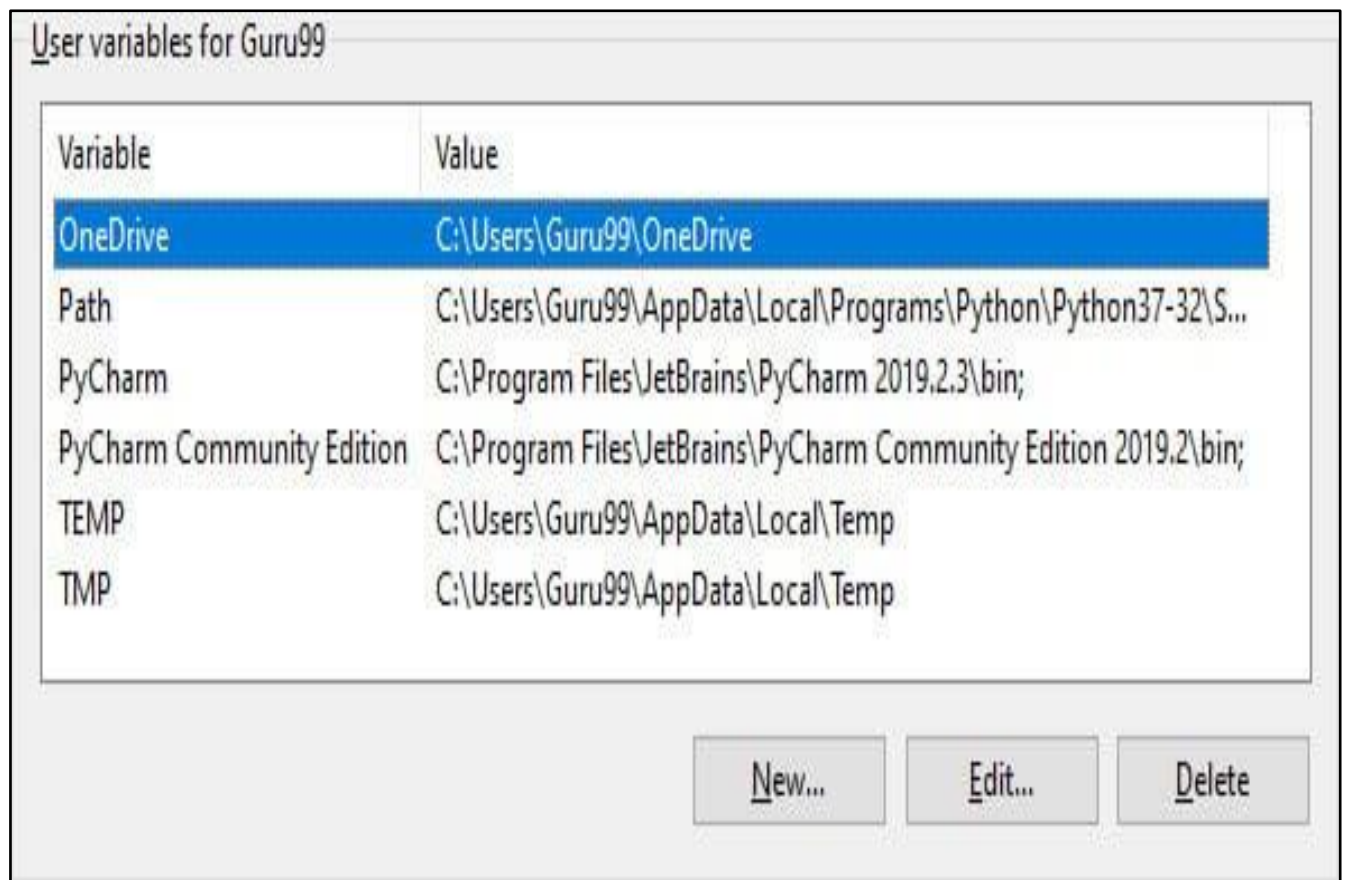 User variables for Guru99
Variable Value
OneDrive C:\Users\Guru99\OneDrive
Path C:\Users\Guru99\AppData\Local\Programs\Python\Python37-32\S...
PyCharm C:\Program Files\JetBrains\PyCharm 2019.2.3\bin;
PyCharm Community Edition C:\Program Files\JetBrains\PyCharm Community Edition 2019.2\bin;
TEMP C:\Users\Guru99\AppData\Local\Temp
TMP C:\Users\Guru99\AppData\Local\Temp
New... Edit... Delete